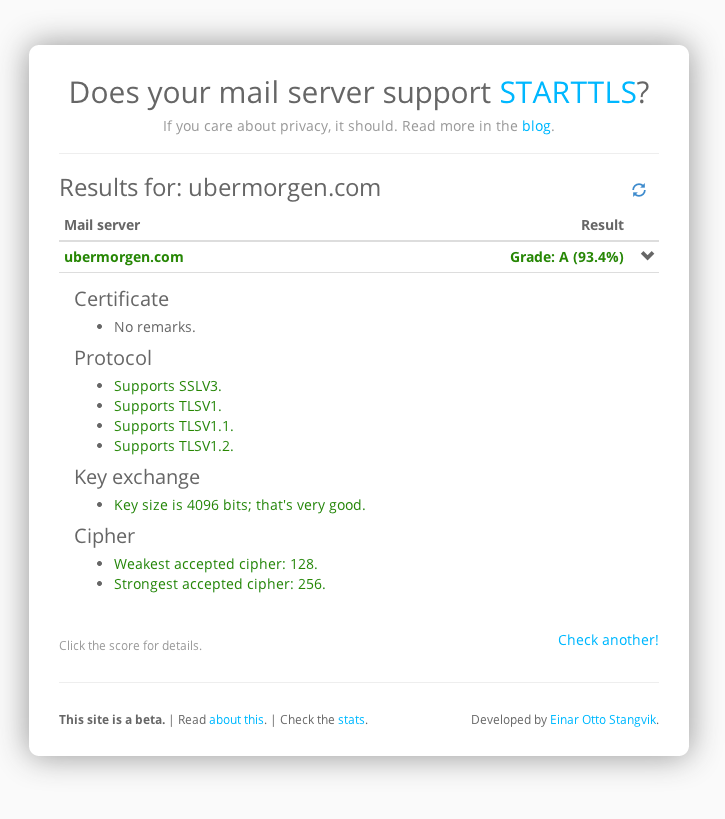 Does your mail server support STARTTLS?
If you care about privacy, it should. Read more in the blog.
Results for: ubermorgen.com
Mail server Result
ubermorgen.com Grade: A (93.4%)
Certificate
No remarks.
Protocol
Supports SSLV3.
Supports TLSV1.
Supports TLSV1.1.
Supports TLSV1.2.
Key exchange
Key size is 4096 bits; that's very good.
Cipher
Weakest accepted cipher: 128.
Strongest accepted cipher: 256.
Click the score for details. Check another!
This site is a beta. | Read about this. | Check the stats. Developed by Einar Otto Stangvik.